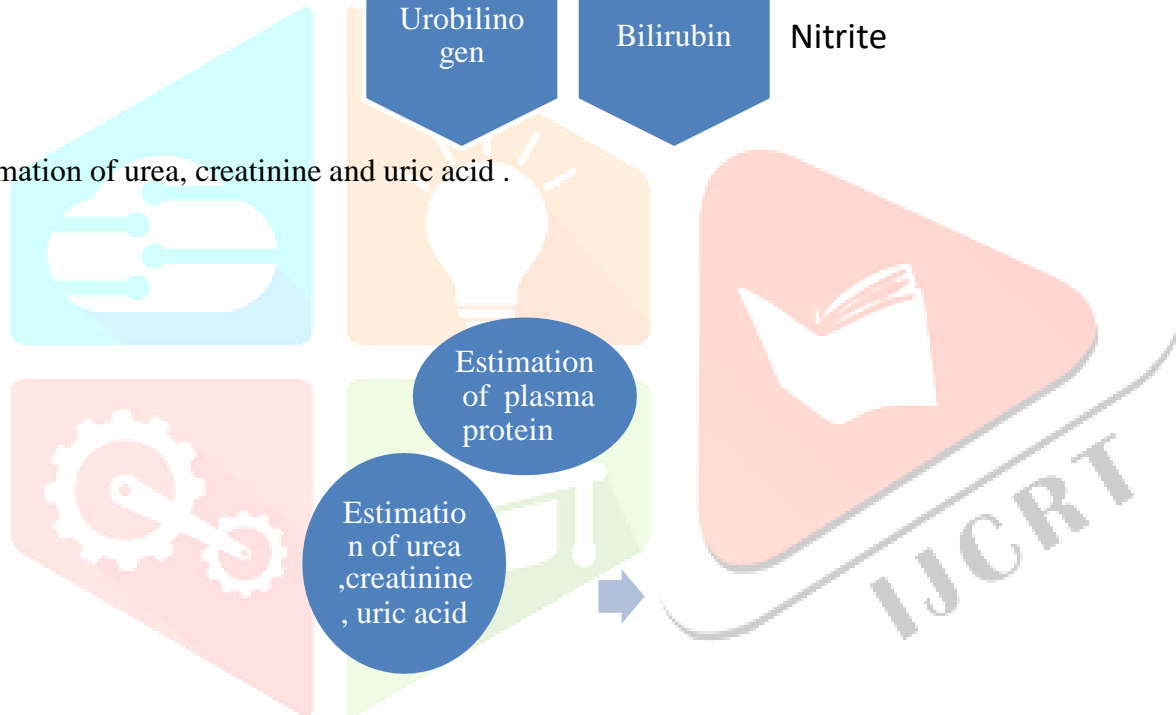 Urobilino
gen
Bilirubin
Nitrite
mation of urea, creatinine and uric acid .
Estimation
of plasma
protein
Estimatio
n of urea
,creatinine
, uric acid
IJCRT